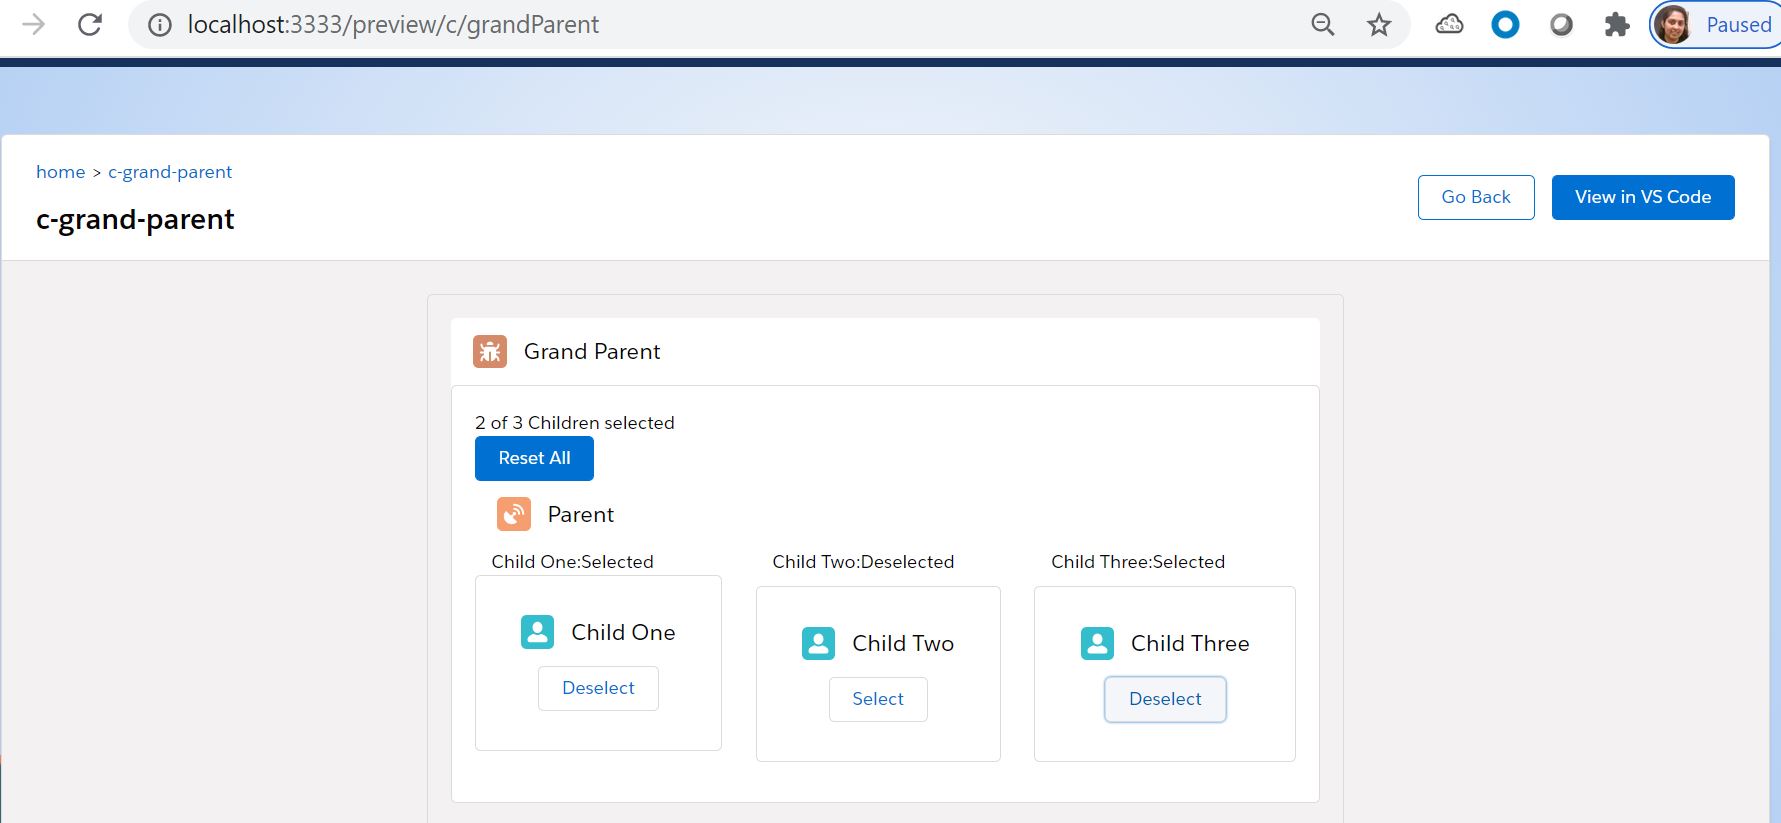 localhost:3333/preview/c/grandParent
Paused
home > c-grand-parent
c-grand-parent
Go Back
View in VS Code
Grand Parent
2 of 3 Children selected
Reset All
Parent
Child One:Selected
Child Two:Deselected
Child Three:Selected
Child One
Child Two
Child Three
Deselect
Select
Deselect